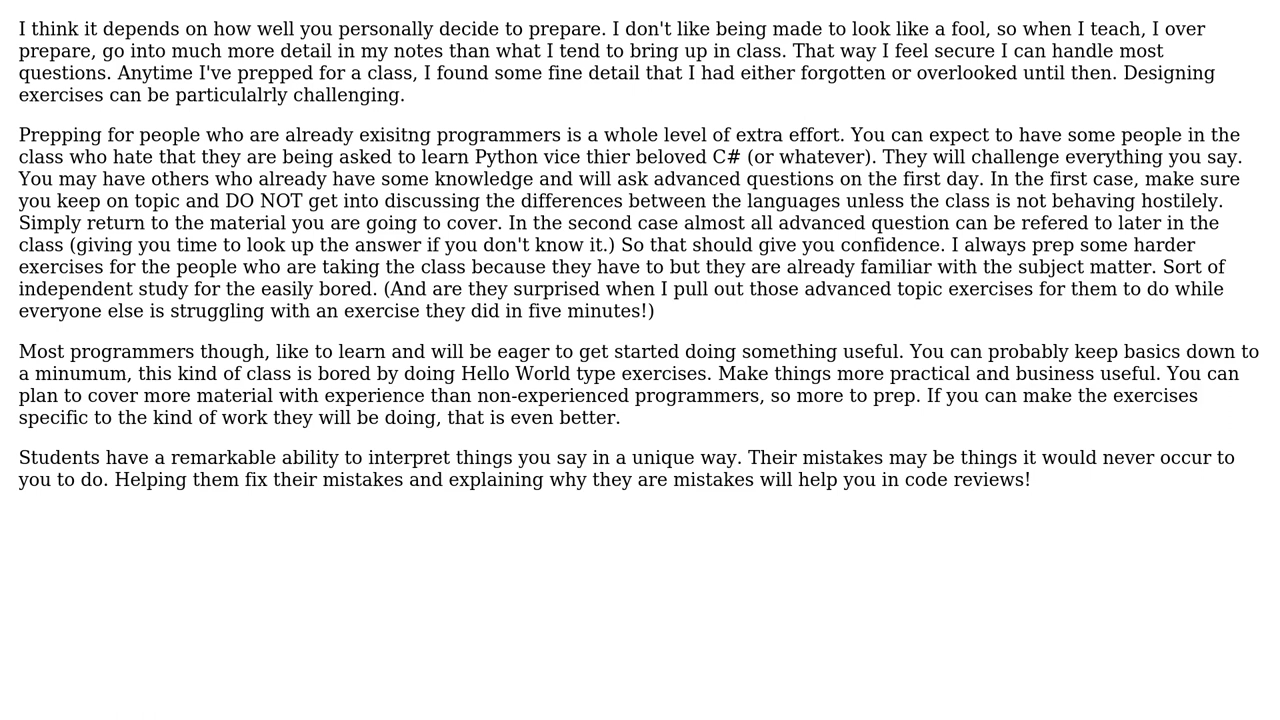 I think it depends on how well you personally decide to prepare. I don't like being made to look like a fool, so when I teach, I over
prepare, go into much more detail in my notes than what I tend to bring up in class. That way I feel secure I can handle most
questions. Anytime I've prepped for a class, I found some fine detail that I had either forgotten or overlooked until then. Designing
exercises can be particulalrly challenging.
Prepping for people who are already exisitng programmers is a whole level of extra effort. You can expect to have some people in the
class who hate that they are being asked to learn Python vice thier beloved C# (or whatever). They will challenge everything you say.
You may have others who already have some knowledge and will ask advanced questions on the first day. In the first case, make sure
you keep on topic and DO NOT get into discussing the differences between the languages unless the class is not behaving hostilely.
Simply return to the material you are going to cover. In the second case almost all advanced question can be refered to later in the
class (giving you time to look up the answer if you don't know it.) So that should give you confidence. I always prep some harder
exercises for the people who are taking the class because they have to but they are already familiar with the subject matter. Sort of
independent study for the easily bored. (And are they surprised when I pull out those advanced topic exercises for them to do while
everyone else is struggling with an exercise they did in five minutes!)
Most programmers though, like to learn and will be eager to get started doing something useful. You can probably keep basics down to
a minumum, this kind of class is bored by doing Hello World type exercises. Make things more practical and business useful. You can
plan to cover more material with experience than non-experienced programmers, so more to prep. If you can make the exercises
specific to the kind of work they will be doing, that is even better.
Students have a remarkable ability to interpret things you say in a unique way. Their mistakes may be things it would never occur to
you to do. Helping them fix their mistakes and explaining why they are mistakes will help you in code reviews!